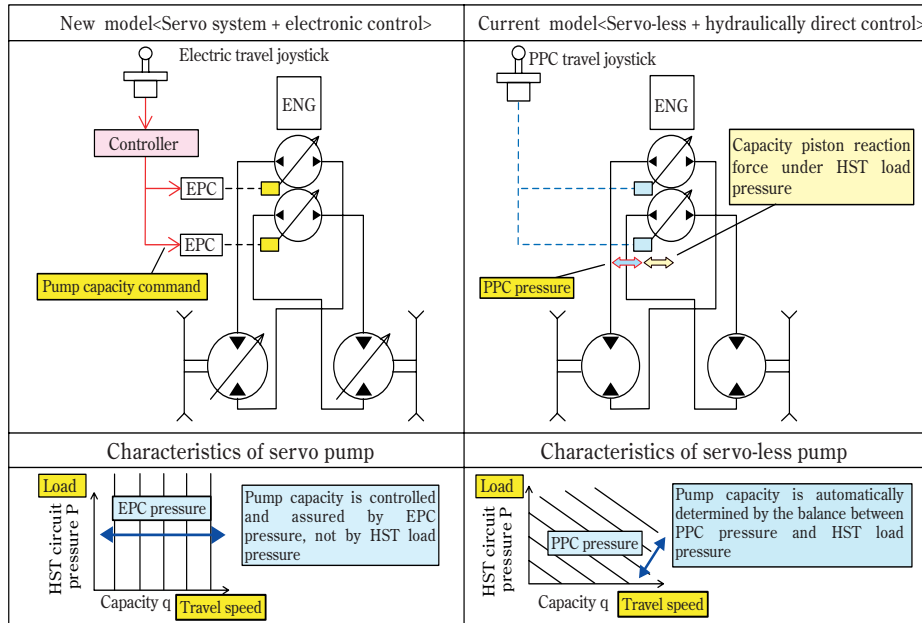 New model<Servo system + electronic control>
Electric travel joystick
ENG
Controller
EPC
EPC
Pump capacity command
Current model<Servo-less + hydraulically direct control>
PPC travel joystick
ENG
Capacity piston reaction
force under HST load
pressure
PPC pressure
Characteristics of servo pump
Load
HST circuit
pressure P
EPC pressure
Capacity q
Travel speed
Pump capacity is controlled
and assured by EPC
pressure, not by HST load
pressure
Characteristics of servo-less pump
Load
HST circuit
pressure P
PPC pressure
Capacity q
Travel speed
Pump capacity is automatically
determined by the balance between
PPC pressure and HST load
pressure